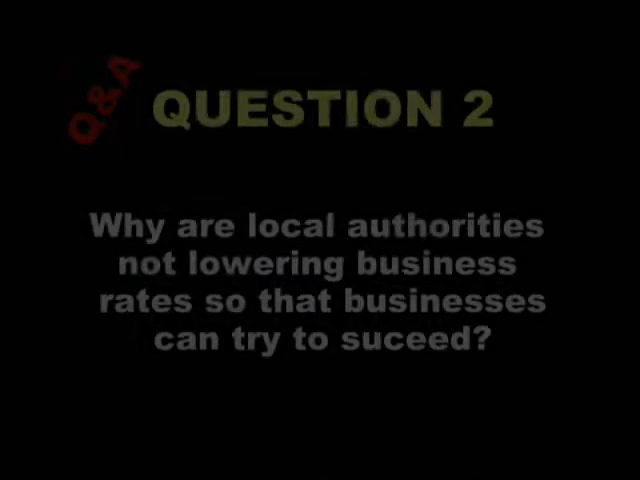 Q&A
QUESTION 2
Why are local authorities
not lowering business
rates so that businesses
can try to suceed?